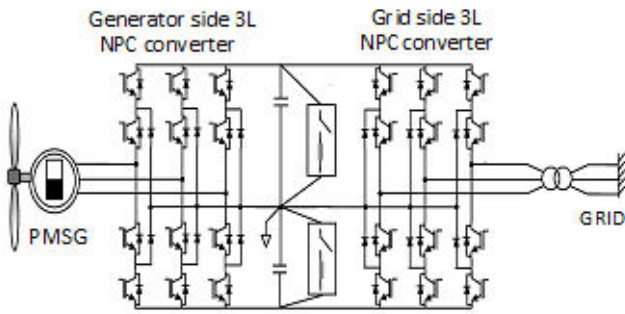 Generator side 3L
NPC converter
Grid side 3L
NPC converter
PMSG
GRID